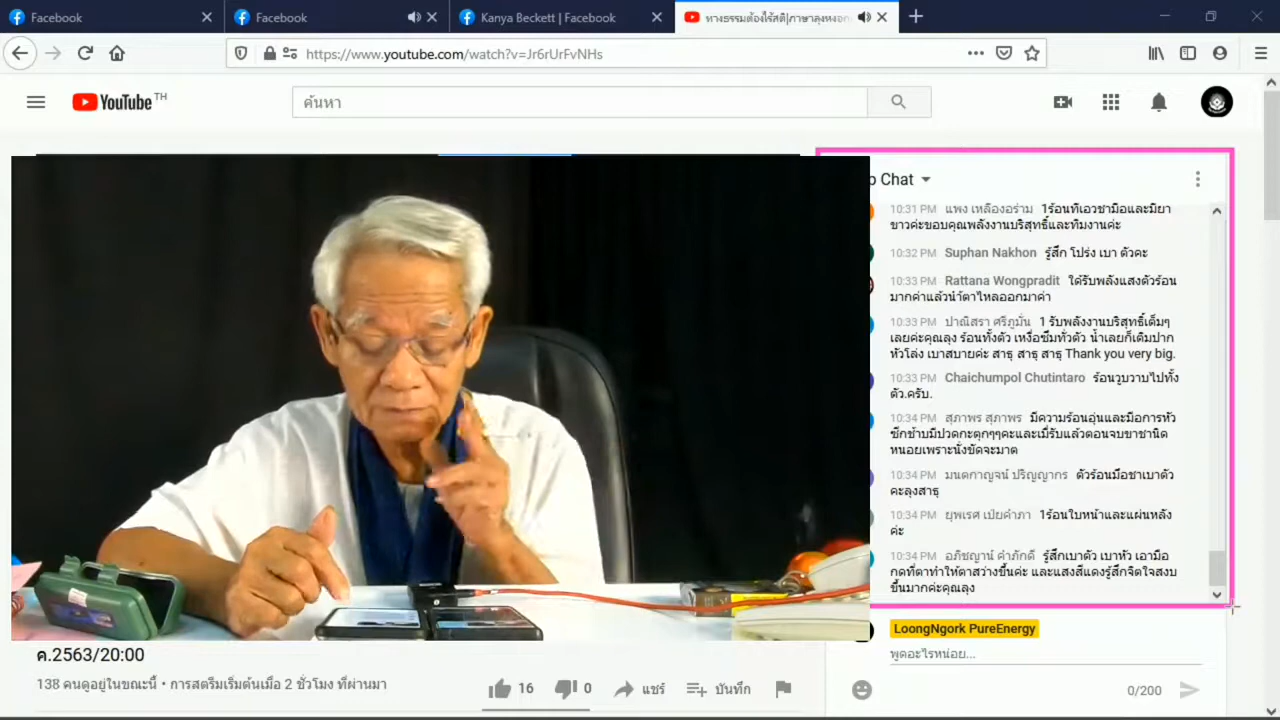 Facebook
Facebook
Kanya Beckett | Facebook
ทางธรรมต้องไร้สติ|ภาษาลุงหงอก
https://www.youtube.com/watch?v=Jr6rUrFvNHs
YouTube TH
ค้นหา
p Chat
10:31 PM แพง เหลืองอร่าม 1ร้อนที่เอวชามือและมียา
ขาวค่ะขอบคุณพลังงานบริสุทธิ์และทีมงานค่ะ
10:32 PM Suphan Nakhon รู้สึก โปร่ง เบา ตัวคะ
10:33 PM Rattana Wongpradit ใด้รับพลังแสงตัวร้อน
มากค่าแล้วน้ำตาไหลออกมาค่า
10:33 PM ปาณิสรา ศรีภูมั่น 1 รับพลังงานบริสุทธิ์เต็มๆ
เลยค่ะคุณลุง ร้อนทั้งตัว เหงื่อซึมทั่วตัว น้ำเลยก็เติมปาก
หัวโล่ง เบาสบายค่ะ สาธุ สาธุ สาธุ Thank you very big.
10:33 PM Chaichumpol Chutintaro ร้อนวูบวาบไปทั้ง
ตัว.ครับ.
10:34 PM สุภาพร สุภาพร มีความร้อนอุ่นและมือการหัว
ซึกซ้ายมีปวดกะตุกๆๆคะและเมื่รับแล้วตอนจบขาชานิด
หนอยเพราะนั่งขัดจะมาต
10:34 PM มนตกาญจน์ ปริญญากร ตัวร้อนมือชาเบาตัว
คะลุงสาธุ
10:34 PM ยุพเรศ เป้ยคำภา 1ร้อนใบหน้าและแผ่นหลัง
ค่ะ
10:34 PM อภิชญาน์ คำภักดี รู้สึกเบาตัว เบาหัว เอามือ
กดที่ตาทำให้ตาสว่างขึ้นค่ะ และแสงสีแดงรู้สึกจิตใจสงบ
ขึ้นมากค่ะคุณลุง
LoongNgork PureEnergy
พูดอะไรหน่อย...
0/200
ค.2563/20:00
138 คนดูอยู่ในขณะนี้ • การสตรีมเริ่มต้นเมื่อ 2 ชั่วโมง ที่ผ่านมา
16
0
แชร์
บันทึก